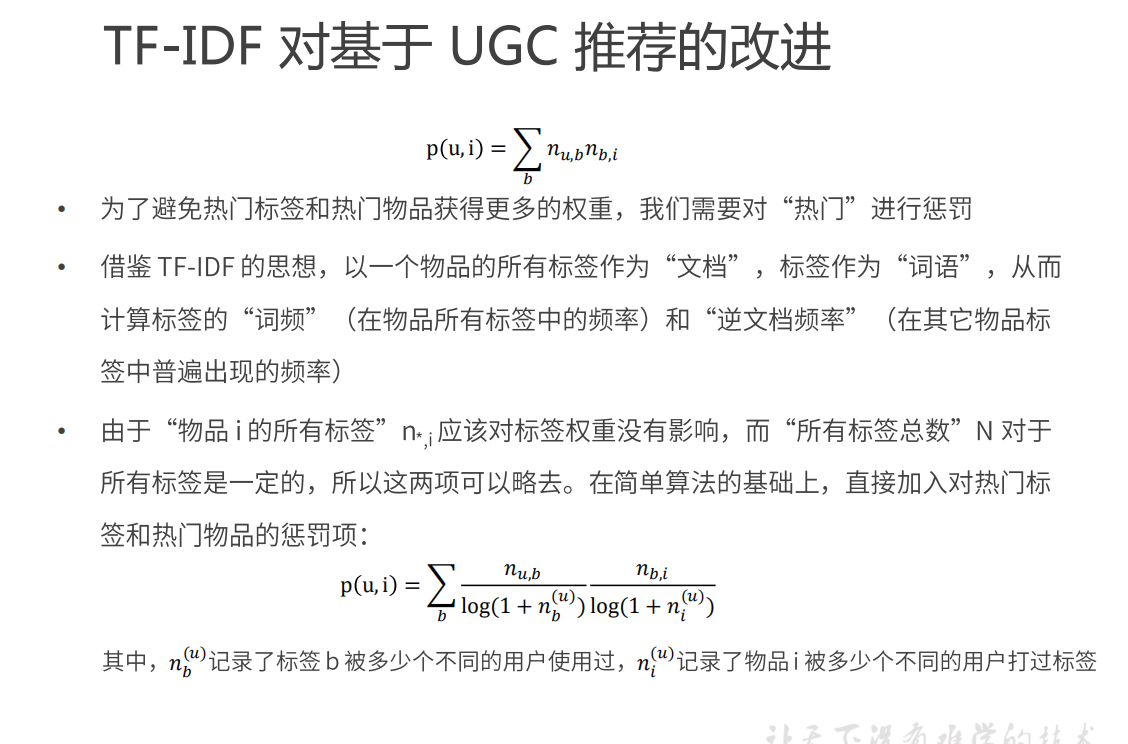 TF-IDF 对基于 UGC 推荐的改进
p(u,i) = ∑_b n_{u,b}n_{b,i}
• 为了避免热门标签和热门物品获得更多的权重，我们需要对“热门”进行惩罚
• 借鉴 TF-IDF 的思想，以一个物品的所有标签作为“文档”，标签作为“词语”，从而
计算标签的“词频”（在物品所有标签中的频率）和“逆文档频率”（在其它物品标
签中普遍出现的频率）
• 由于“物品 i 的所有标签”n_{*,i} 应该对标签权重没有影响，而“所有标签总数”N 对于
所有标签是一定的，所以这两项可以略去。在简单算法的基础上，直接加入对热门标
签和热门物品的惩罚项：
p(u,i) = ∑_b \frac{n_{u,b}}{log(1 + n_b^{(u)})} \frac{n_{b,i}}{log(1 + n_i^{(u)})}
其中，n_b^{(u)}记录了标签 b 被多少个不同的用户使用过，n_i^{(u)}记录了物品 i 被多少个不同的用户打过标签
让天下没有难学的技术